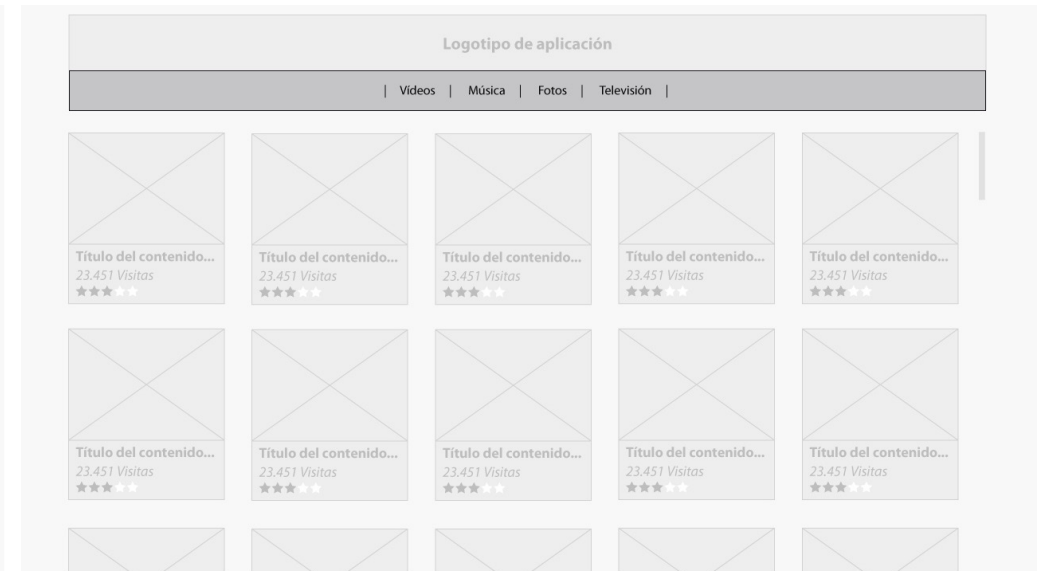 Logotipo de aplicación
| Vídeos | Música | Fotos | Televisión |
Título del contenido... Título del contenido... Título del contenido... Título del contenido... Título del contenido...
23.451 Visitas 23.451 Visitas 23.451 Visitas 23.451 Visitas 23.451 Visitas
Título del contenido... Título del contenido... Título del contenido... Título del contenido... Título del contenido...
23.451 Visitas 23.451 Visitas 23.451 Visitas 23.451 Visitas 23.451 Visitas